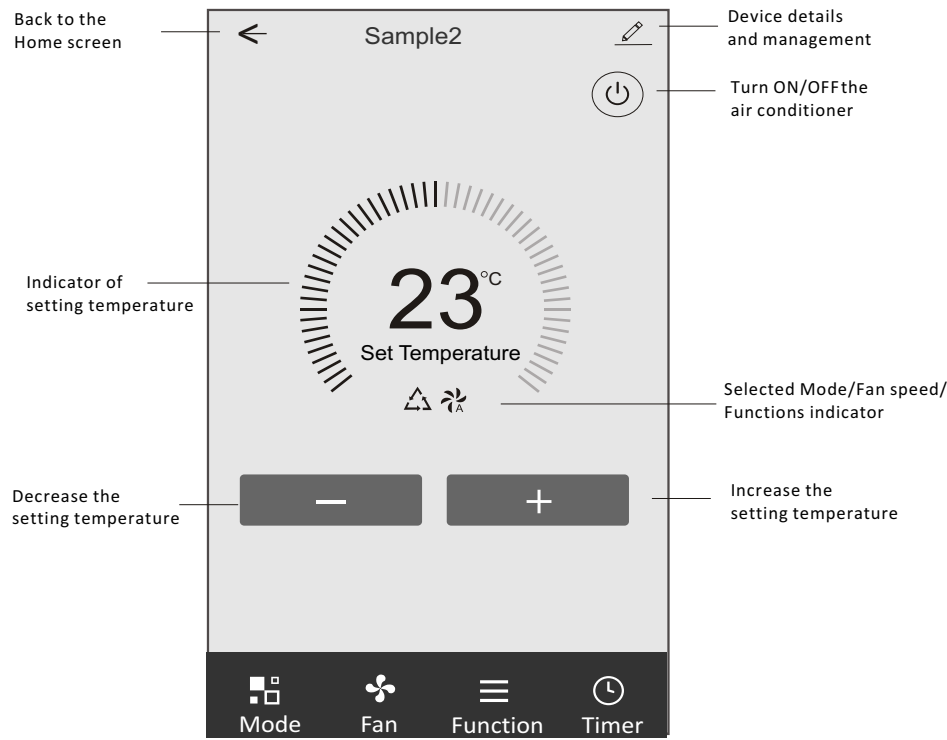 Back to the
Home screen
Sample2
Device details
and management
Turn ON/OFFthe
air conditioner
Indicator of
setting temperature
23°C
Set Temperature
A
Selected Mode/Fan speed/
Functions indicator
Decrease the
setting temperature
−
+
Increase the
setting temperature
Mode
Fan
Function
Timer